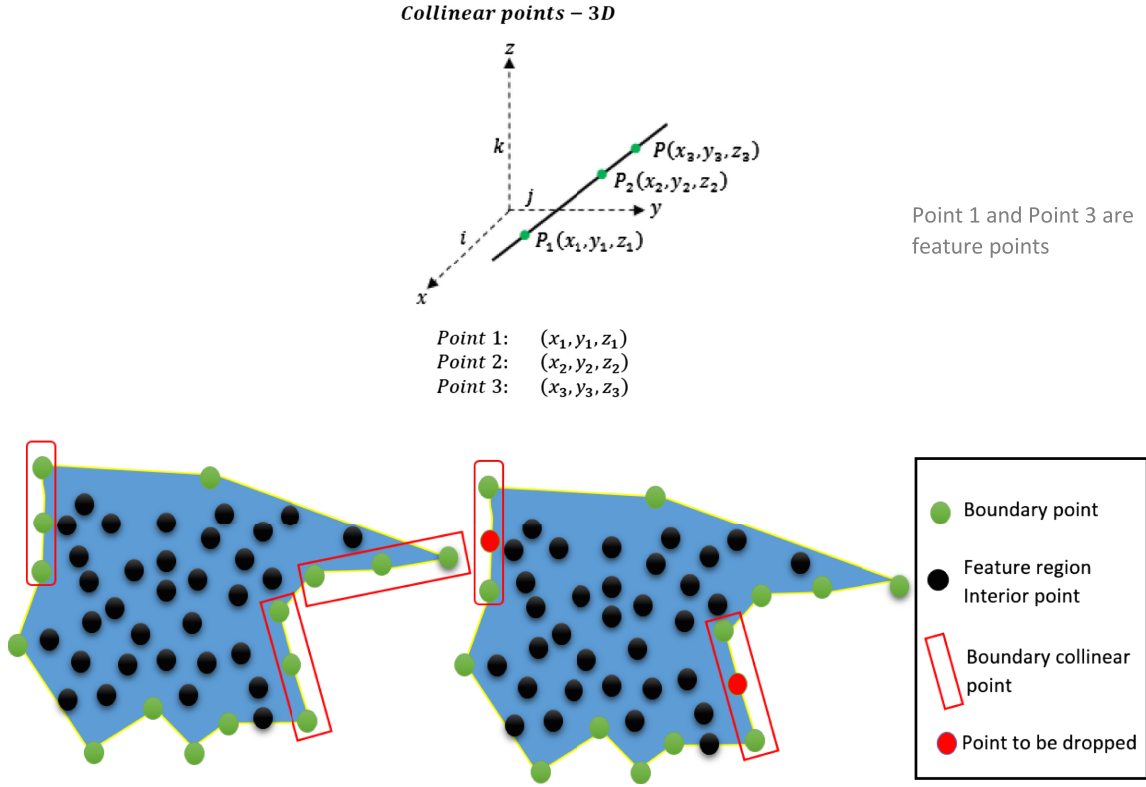 Collinear points – 3D
z
k
P(x₃,y₃,z₃)
P₂(x₂,y₂,z₂)
j
y
i
P₁(x₁,y₁,z₁)
x
Point 1 and Point 3 are
feature points
Point 1: (x₁,y₁,z₁)
Point 2: (x₂,y₂,z₂)
Point 3: (x₃,y₃,z₃)
Boundary point
Feature region
Interior point
Boundary collinear
point
Point to be dropped